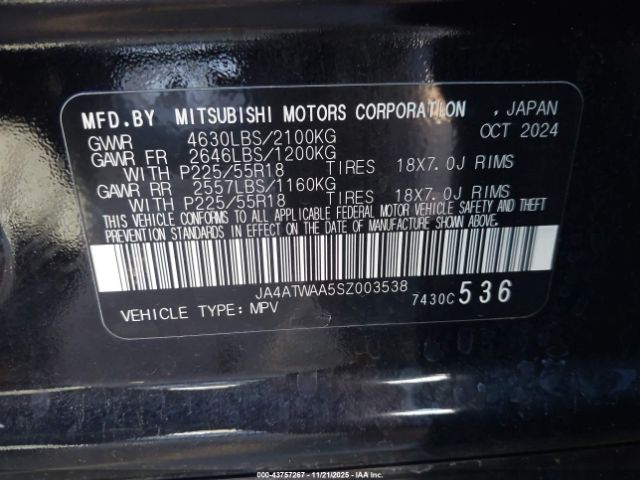 MFD.BY MITSUBISHI MOTORS CORPORATION , JAPAN
GVWR 4630LBS/2100KG OCT 2024
GAWR FR 2646LBS/1200KG
WITH P225/55R18 TIRES 18X7.0J RIMS
GAWR RR 2557LBS/1160KG
WITH P225/55R18 TIRES 18X7.0J RIMS
THIS VEHICLE CONFORMS TO ALL APPLICABLE FEDERAL MOTOR VEHICLE SAFETY AND THEFT
PREVENTION STANDARDS IN EFFECT ON THE DATE OF MANUFACTURE SHOWN ABOVE.
JA4ATWAA5SZ003538 7430C 536
VEHICLE TYPE: MPV
000-43757267 - 11/21/2025 - IAA Holdings, LLC